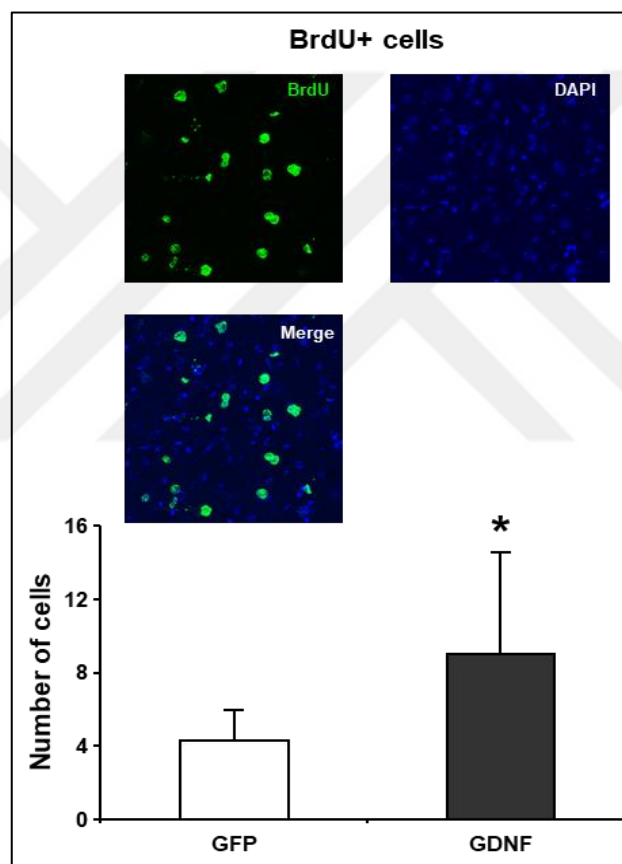 BrdU+ cells
BrdU
DAPI
Merge
16
12
8
4
0
Number of cells
*
GFP
GDNF